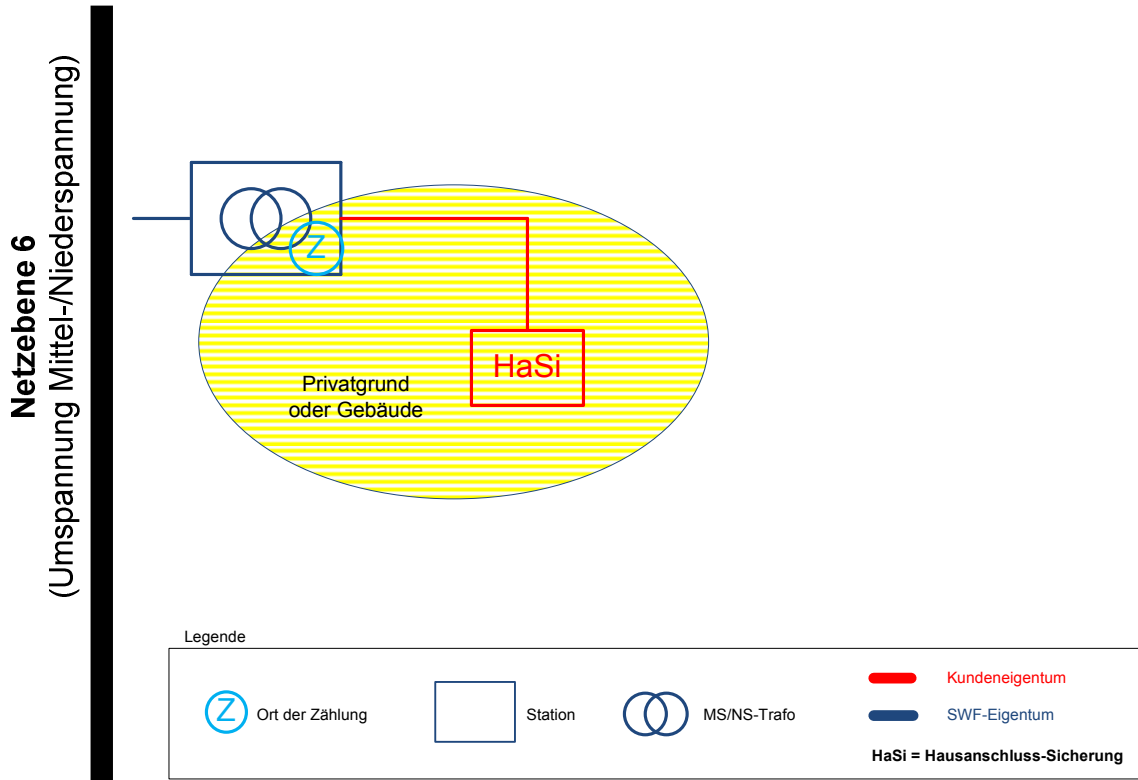 Netzebene 6
(Umspannung Mittel-/Niederspannung)
Z
HaSi
Privatgrund
oder Gebäude
Legende
Z Ort der Zählung
Station
MS/NS-Trafo
Kundeneigentum
SWF-Eigentum
HaSi = Hausanschluss-Sicherung